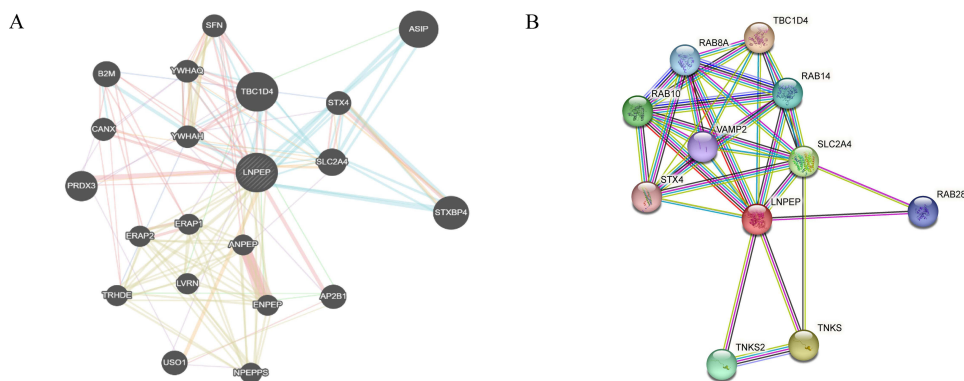 A
SFN
ASIP
B2M
YWHAQ
TBC1D4
STX4
CANX
YWHAH
SLC2A4
LNPEP
PRDX3
STXBP4
ERAP1
ERAP2
ANPEP
LVRN
TRHDE
ENPEP
AP2B1
USO1
NPEPPS
B
TBC1D4
RAB8A
RAB14
RAB10
VAMP2
SLC2A4
STX4
LNPEP
RAB28
TNKS
TNKS2